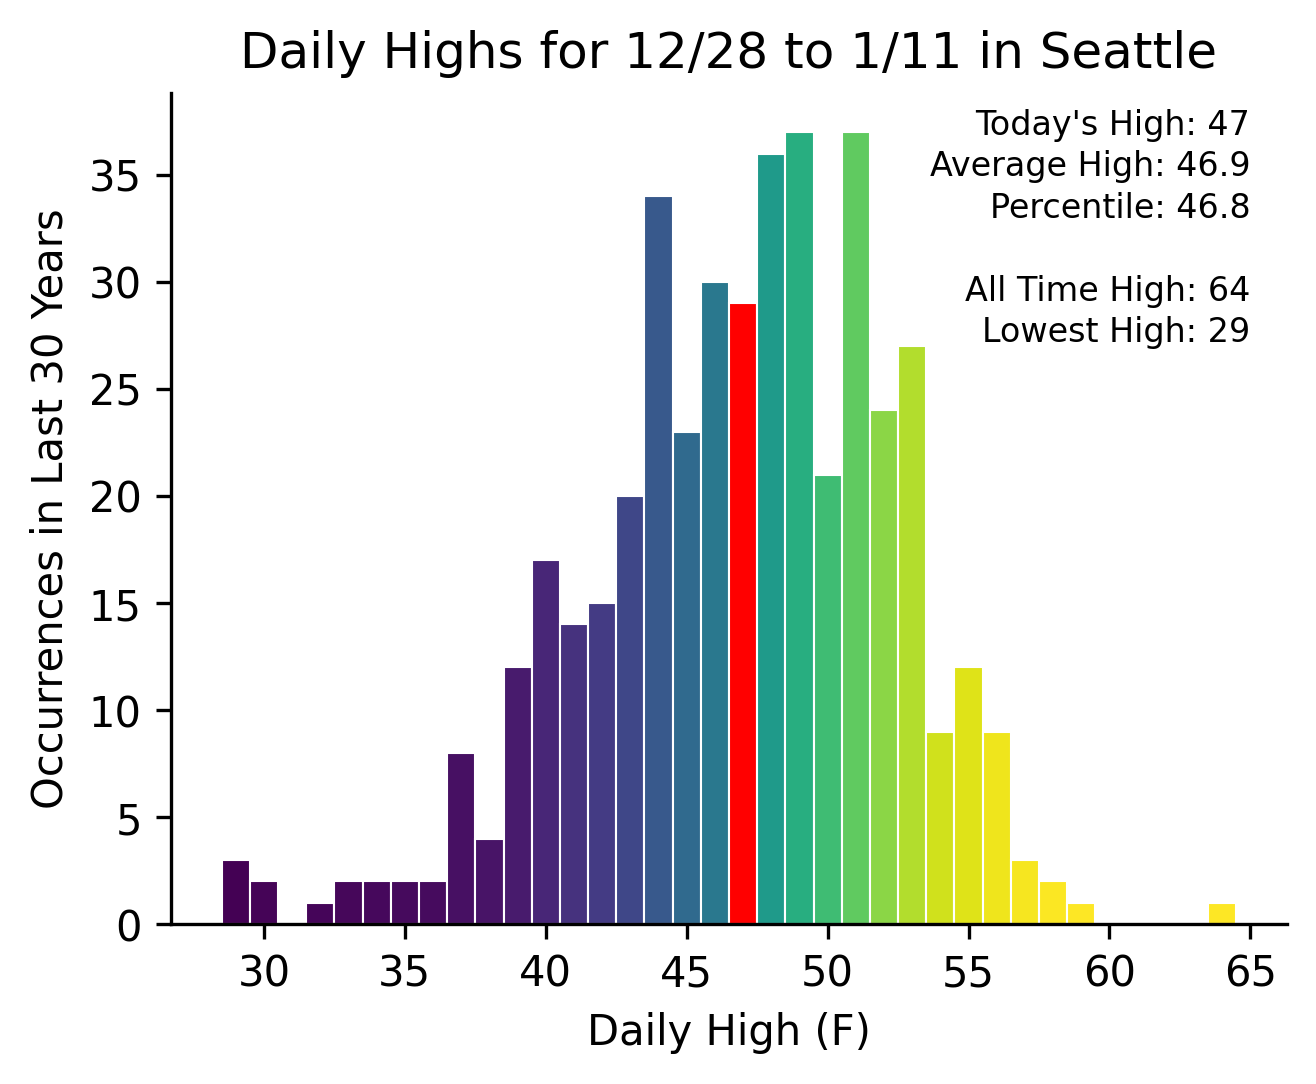 Daily Highs for 12/28 to 1/11 in Seattle
Today's High: 47
Average High: 46.9
Percentile: 46.8
All Time High: 64
Lowest High: 29
Occurrences in Last 30 Years
35
30
25
20
15
10
5
0
30 35 40 45 50 55 60 65
Daily High (F)